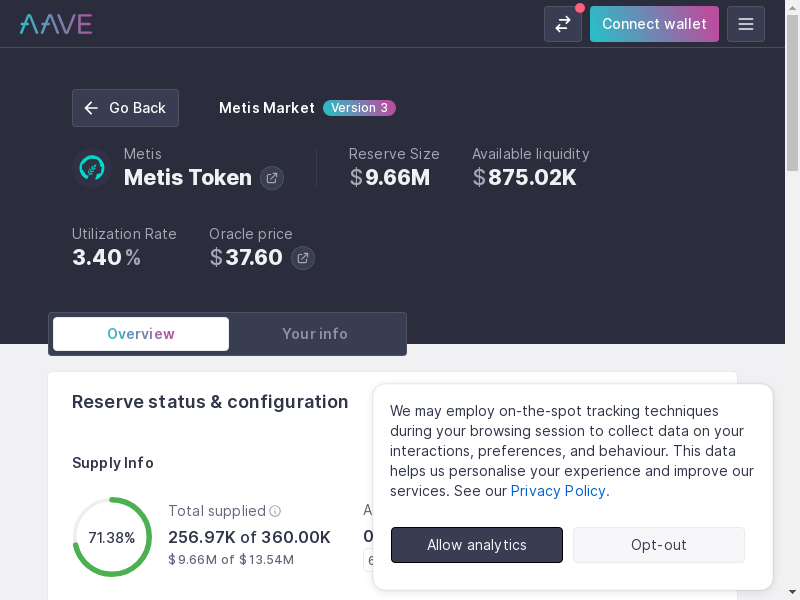 AAVE
Connect wallet
Go Back
Metis Market
Version 3
Metis
Metis Token
Reserve Size
$9.66M
Available liquidity
$875.02K
Utilization Rate
3.40%
Oracle price
$37.60
Overview
Your info
Reserve status & configuration
Supply Info
71.38%
Total supplied
256.97K of 360.00K
$9.66M of $13.54M
A
0
6
We may employ on-the-spot tracking techniques
during your browsing session to collect data on your
interactions, preferences, and behaviour. This data
helps us personalise your experience and improve our
services. See our Privacy Policy.
Allow analytics
Opt-out